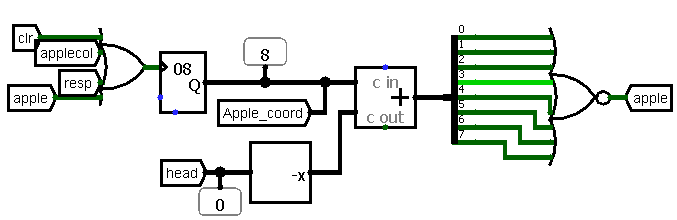 clr
applecol
resp
apple
08
Q
8
Apple_coord
head
0
-x
c in
+
c out
0
1
2
3
4
5
6
7
apple